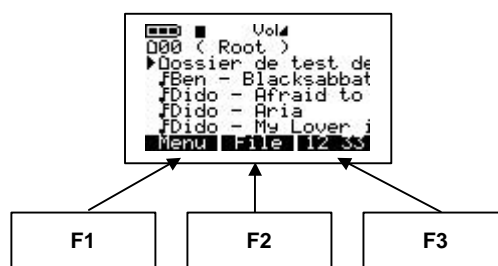 Vol
000 ( Root )
Dossier de test de
Ben - Blacksabbat
Dido - Afraid to
Dido - Aria
Dido - My Lover i
Menu File 12 33
F1 F2 F3